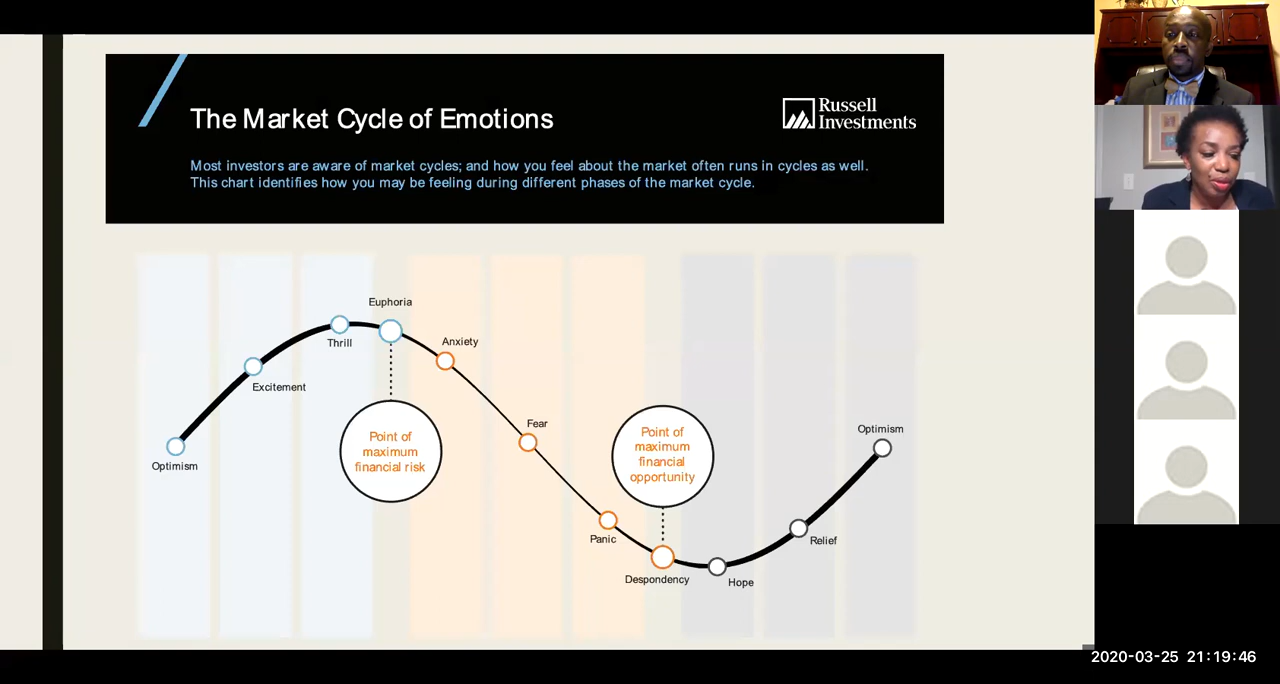 The Market Cycle of Emotions
Russell
Investments
Most investors are aware of market cycles; and how you feel about the market often runs in cycles as well.
This chart identifies how you may be feeling during different phases of the market cycle.
Euphoria
Thrill
Anxiety
Excitement
Optimism
Point of
maximum
financial risk
Fear
Panic
Point of
maximum
financial
opportunity
Despondency
Hope
Relief
Optimism
2020-03-25 21:19:46